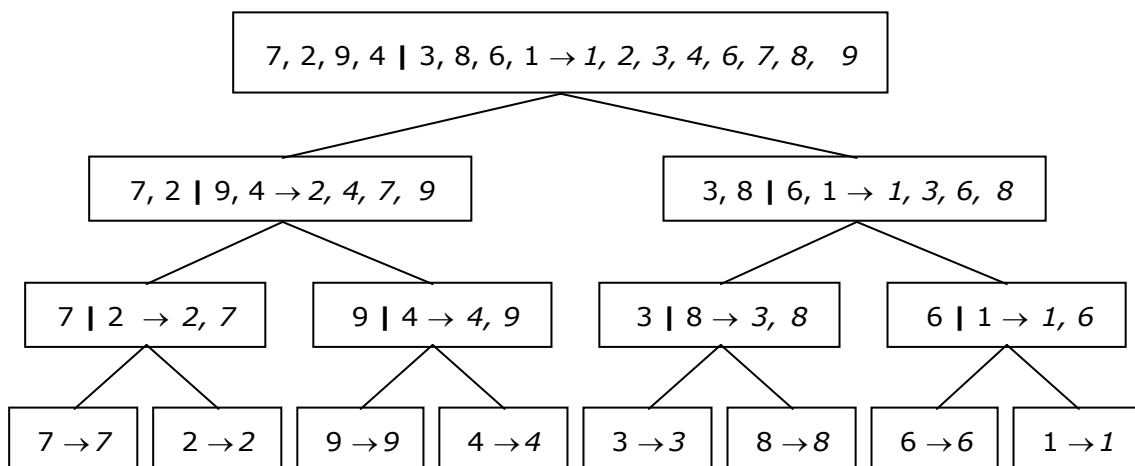 7, 2, 9, 4 | 3, 8, 6, 1 → 1, 2, 3, 4, 6, 7, 8, 9
7, 2 | 9, 4 → 2, 4, 7, 9
3, 8 | 6, 1 → 1, 3, 6, 8
7 | 2 → 2, 7
9 | 4 → 4, 9
3 | 8 → 3, 8
6 | 1 → 1, 6
7 → 7
2 → 2
9 → 9
4 → 4
3 → 3
8 → 8
6 → 6
1 → 1